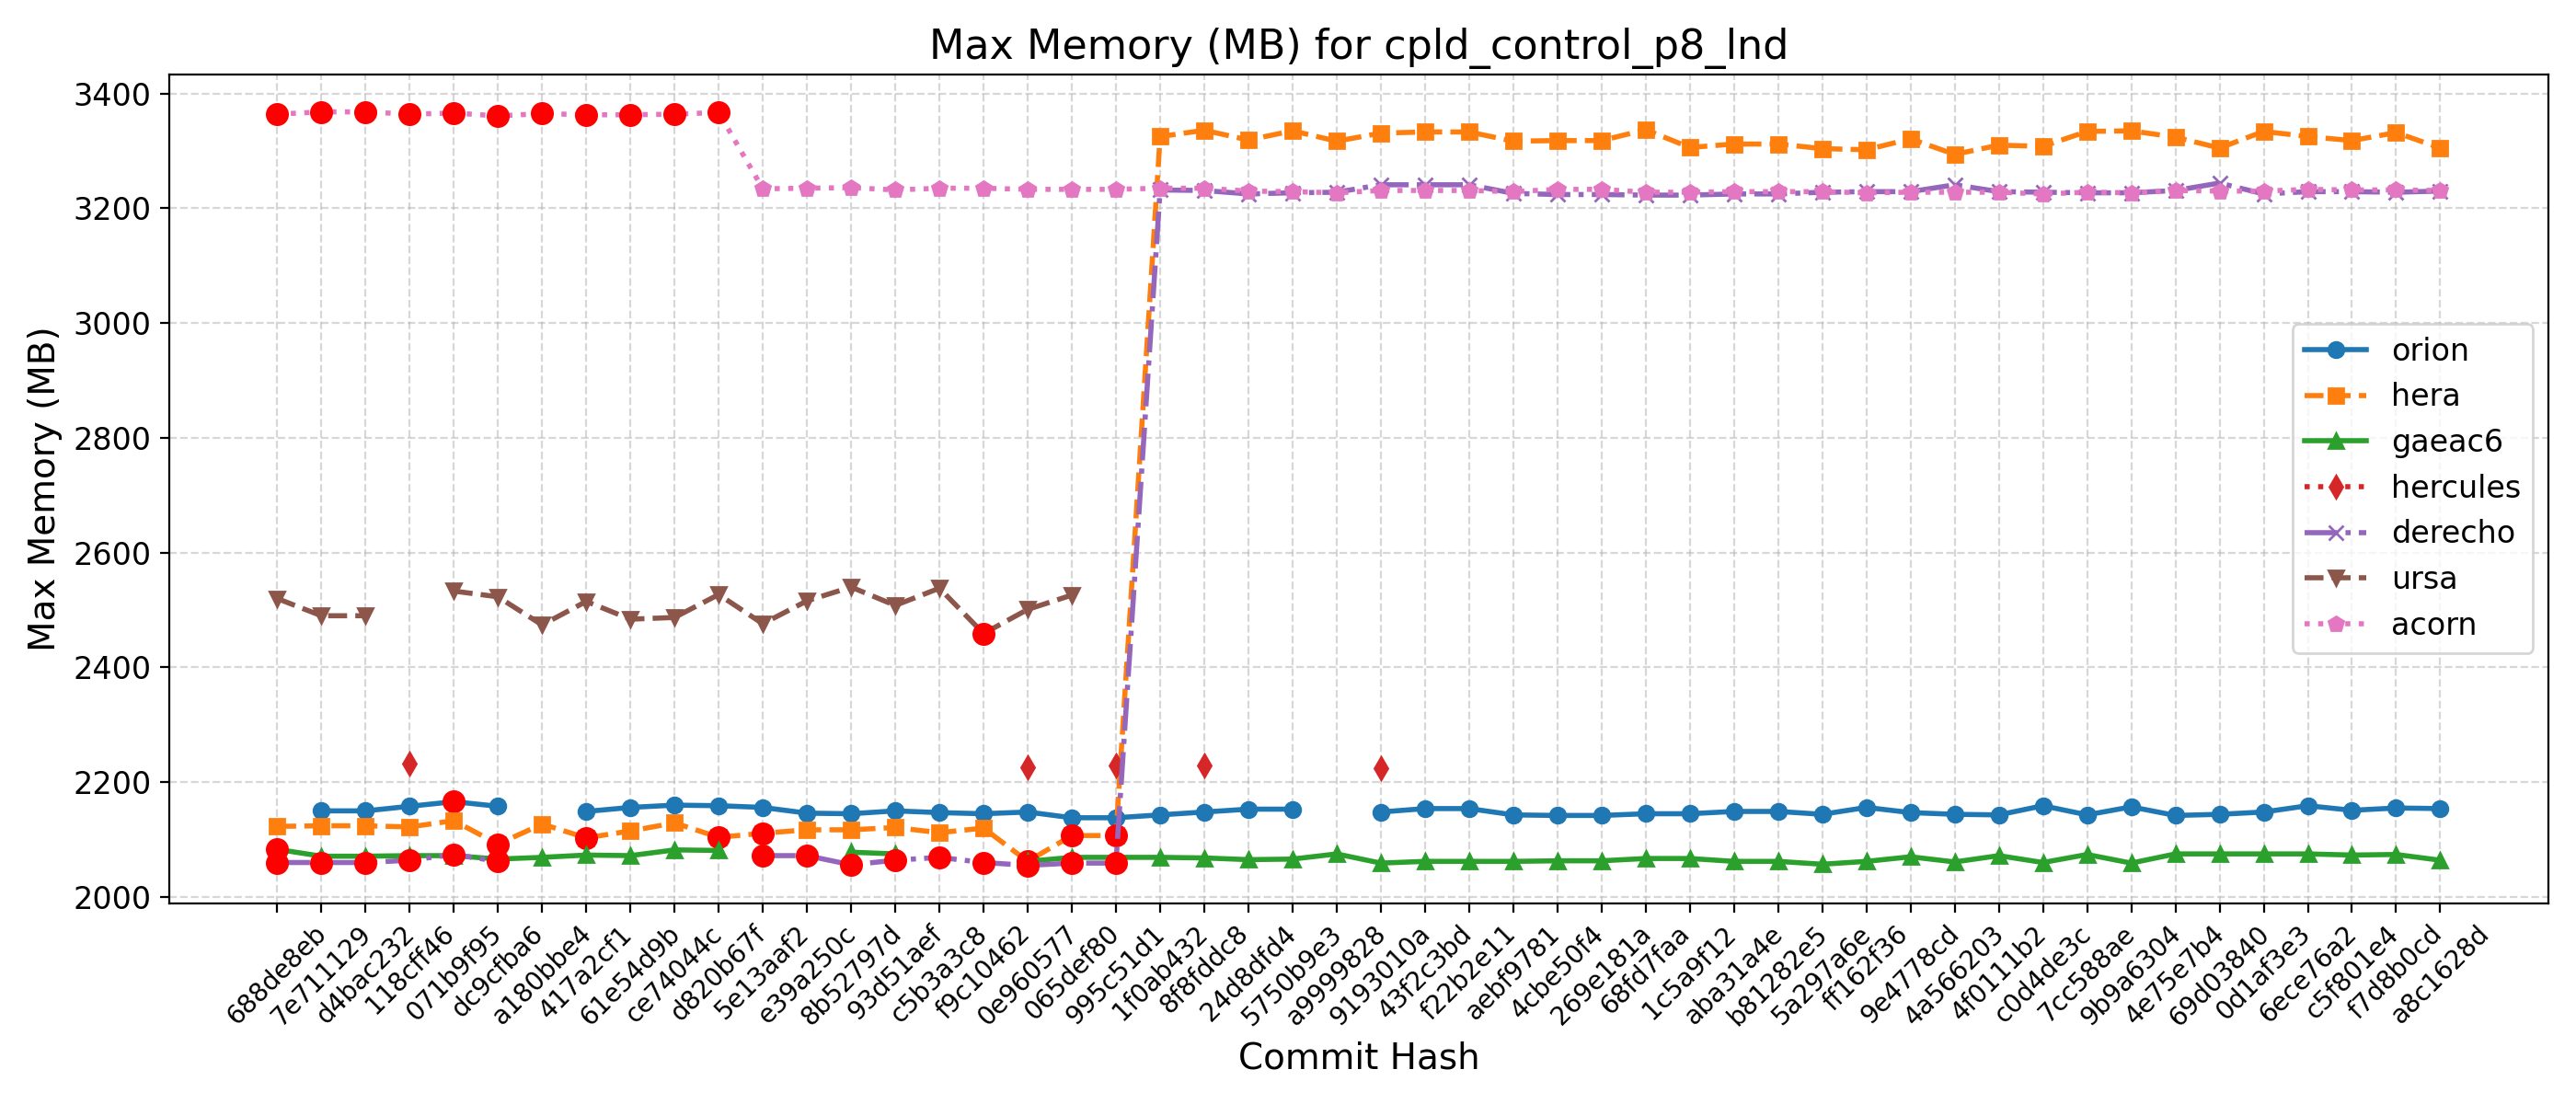 Max Memory (MB) for cpld_control_p8_lnd
Max Memory (MB)
3400
3200
3000
2800
2600
2400
2200
2000
orion
hera
gaeac6
hercules
derecho
ursa
acorn
688de8eb
7e711129
d4bac232
118cff46
071b9f95
dc9cfba6
a180bbe4
417a2cf1
61e54d9b
ce74044c
d820b67f
5e13aaf2
e39a250c
8b52797d
93d51aef
c5b3a3c8
f9c10462
0e960577
065def80
995c51d1
1f0ab432
8f8fddc8
24d8dfd4
5750b9e3
a9999828
9193010a
43f2c3bd
f22b2e11
aebf9781
4cbe50f4
269e181a
68fd7faa
1c5a9f12
aba31a4e
b81282e5
5a297a6e
ff162f36
9e4778cd
4a566203
4f0111b2
c0d4de3c
7cc588ae
9b9a6304
4e75e7b4
69d03840
0d1af3e3
6ece76a2
c5f801e4
f7d8b0cd
a8c1628d
Commit Hash